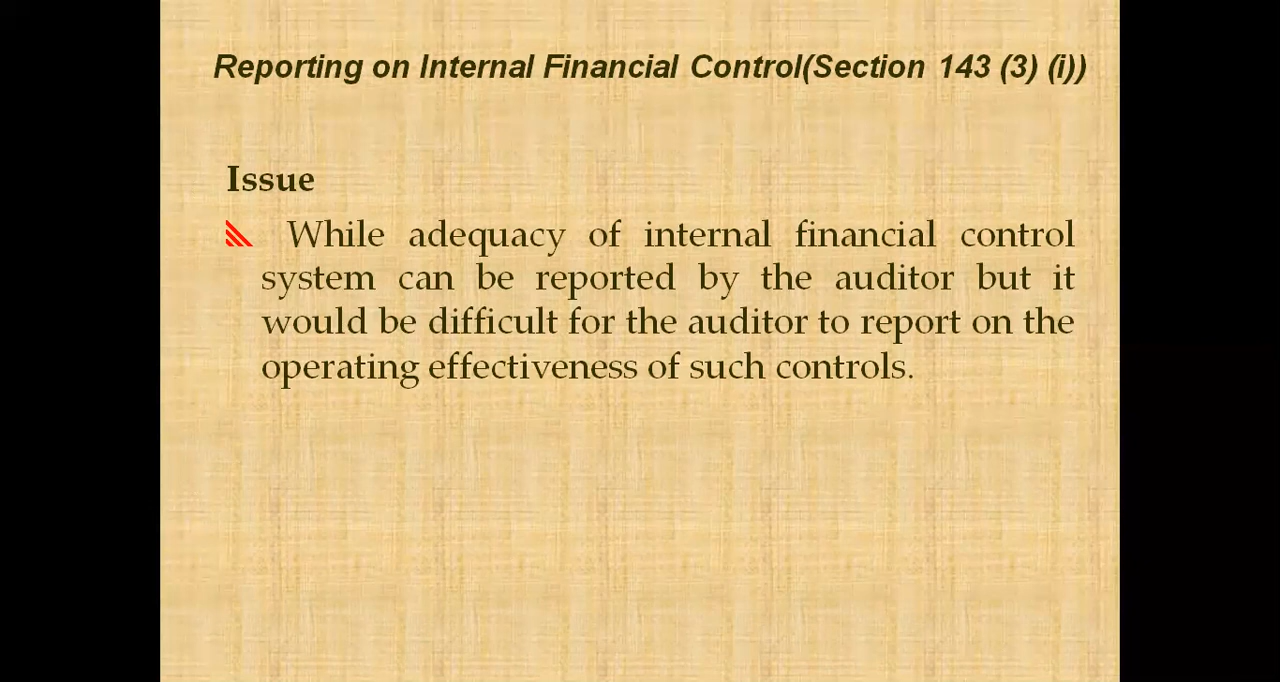 Reporting on Internal Financial Control(Section 143 (3) (i))
Issue
While adequacy of internal financial control
system can be reported by the auditor but it
would be difficult for the auditor to report on the
operating effectiveness of such controls.